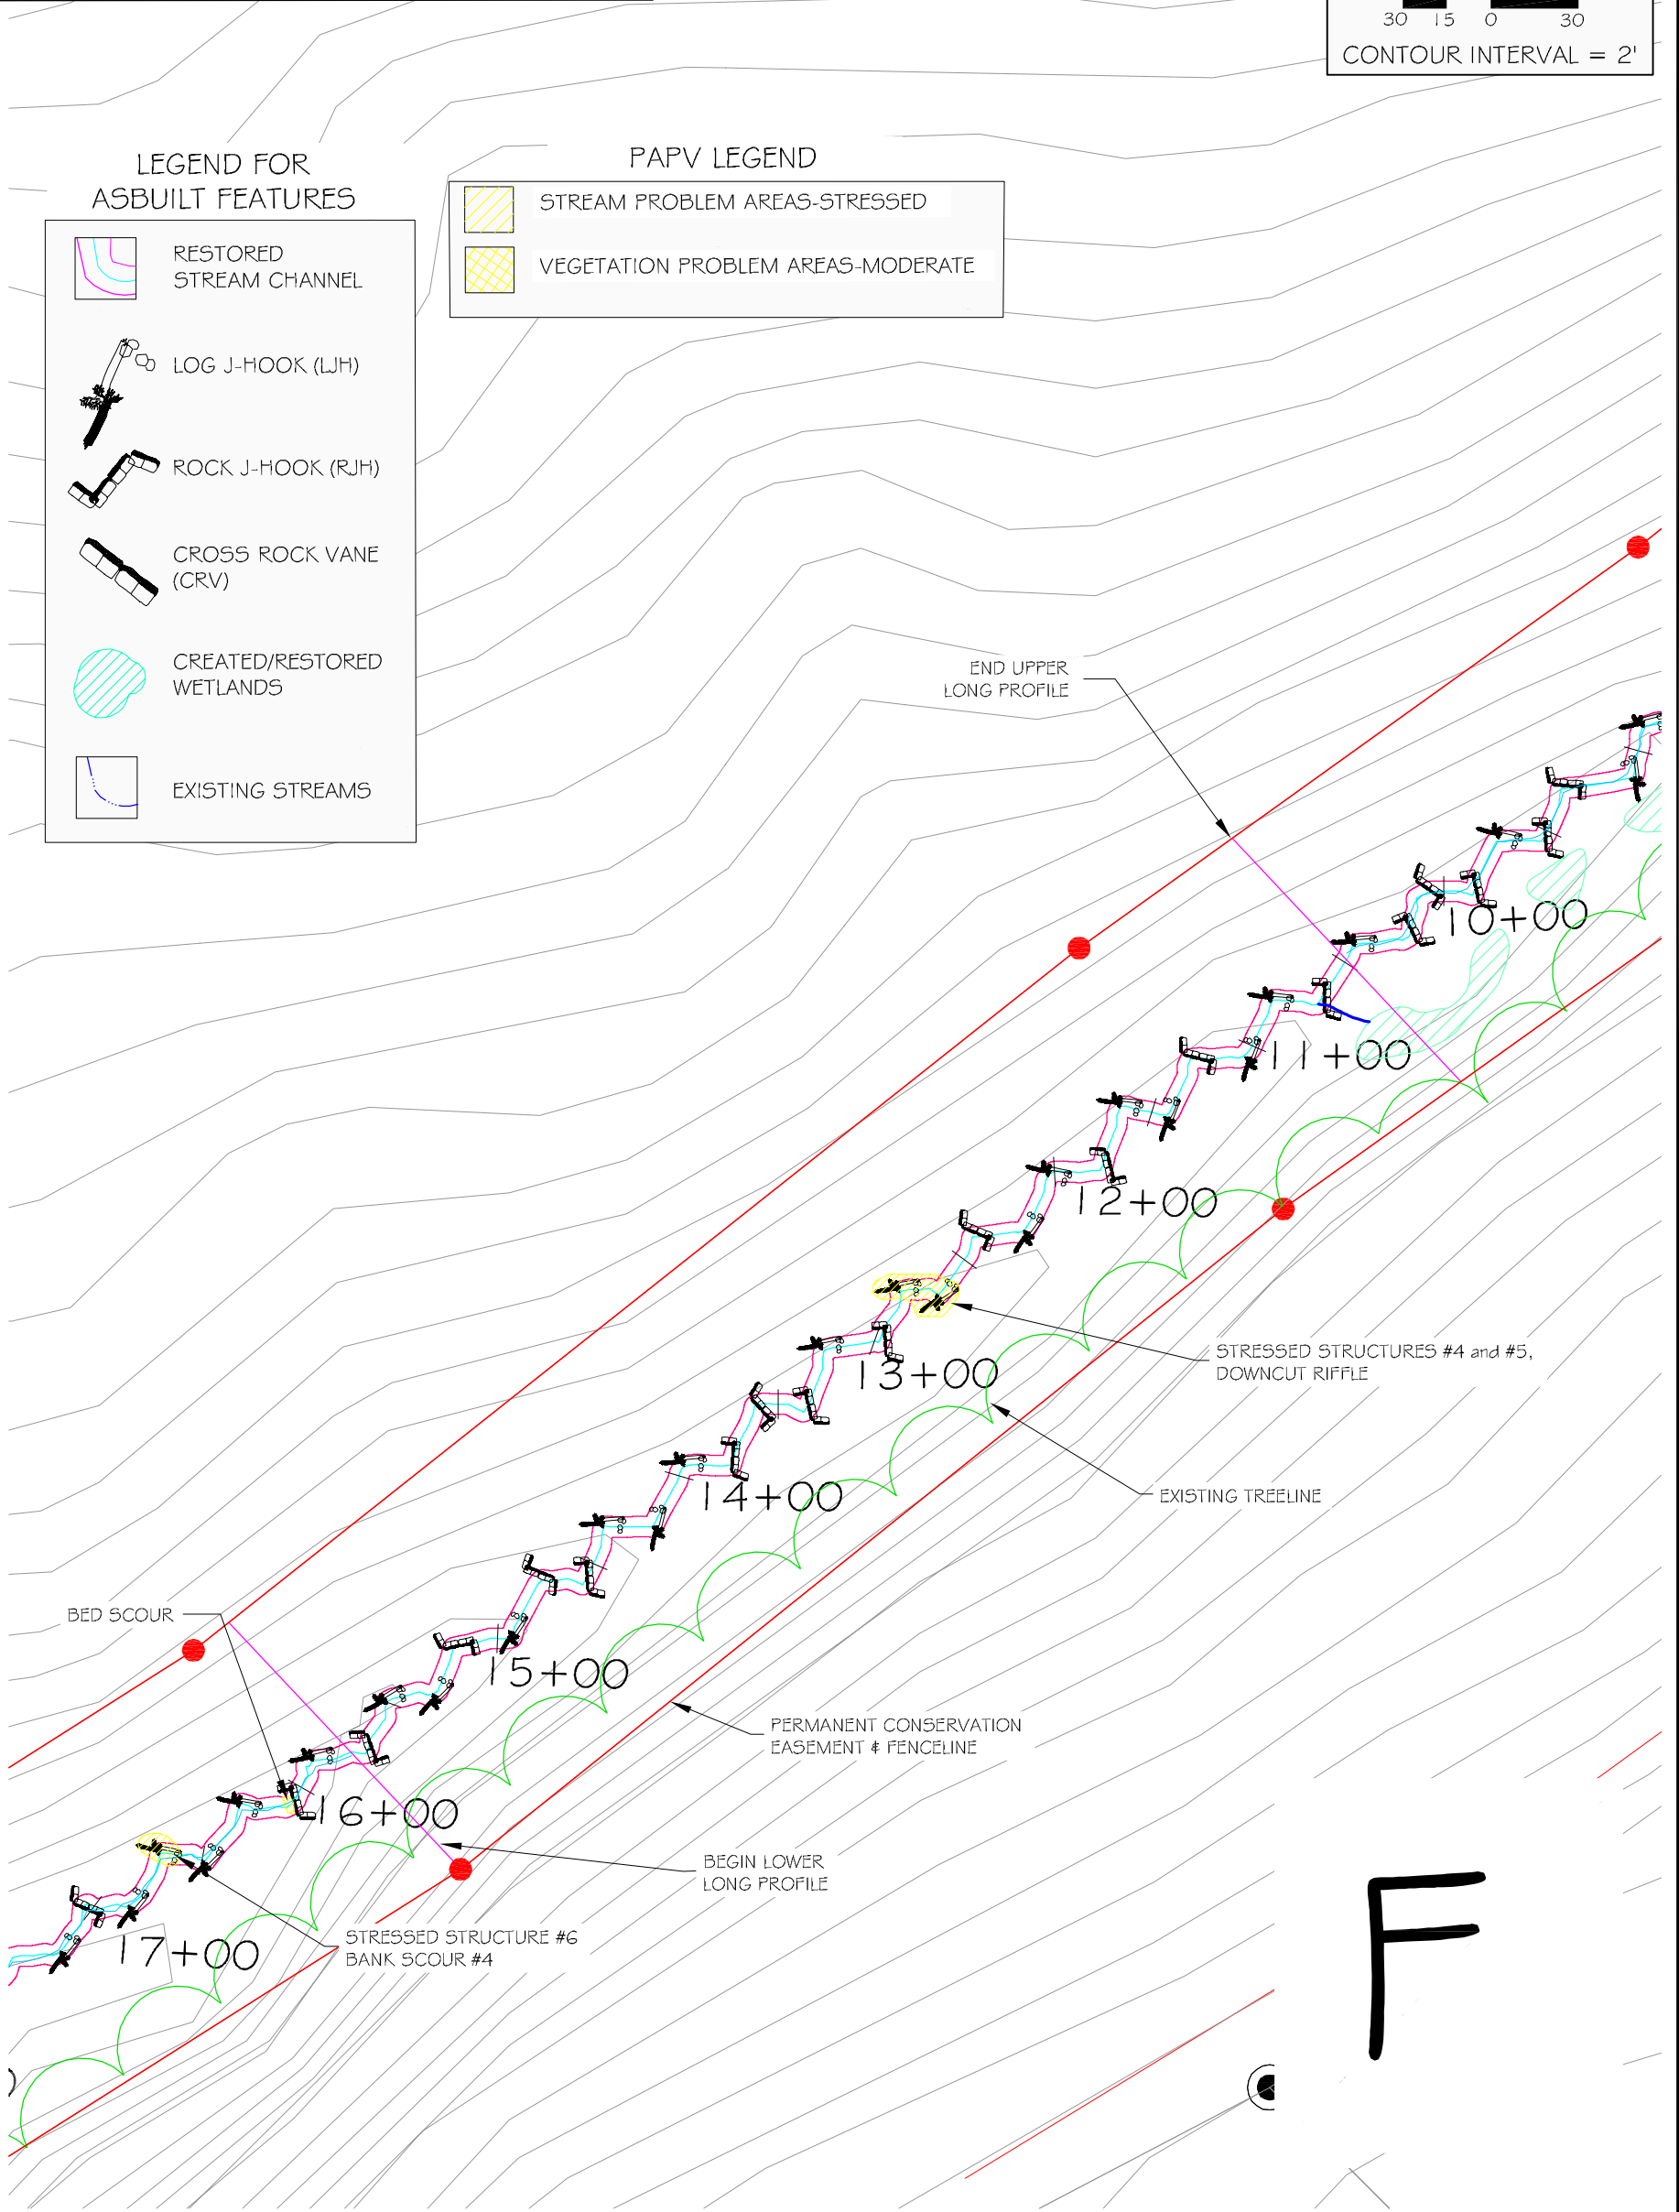 30 15 0 30
CONTOUR INTERVAL = 2'
LEGEND FOR
ASBUILT FEATURES
RESTORED
STREAM CHANNEL
LOG J-HOOK (LJH)
ROCK J-HOOK (RJH)
CROSS ROCK VANE
(CRV)
CREATED/RESTORED
WETLANDS
EXISTING STREAMS
PAPV LEGEND
STREAM PROBLEM AREAS-STRESSED
VEGETATION PROBLEM AREAS-MODERATE
END UPPER
LONG PROFILE
10+00
11+00
12+00
STRESSED STRUCTURES #4 and #5,
DOWNCUT RIFFLE
13+00
EXISTING TREELINE
14+00
BED SCOUR
15+00
PERMANENT CONSERVATION
EASEMENT & FENCELINE
16+00
BEGIN LOWER
LONG PROFILE
STRESSED STRUCTURE #6
BANK SCOUR #4
17+00
F